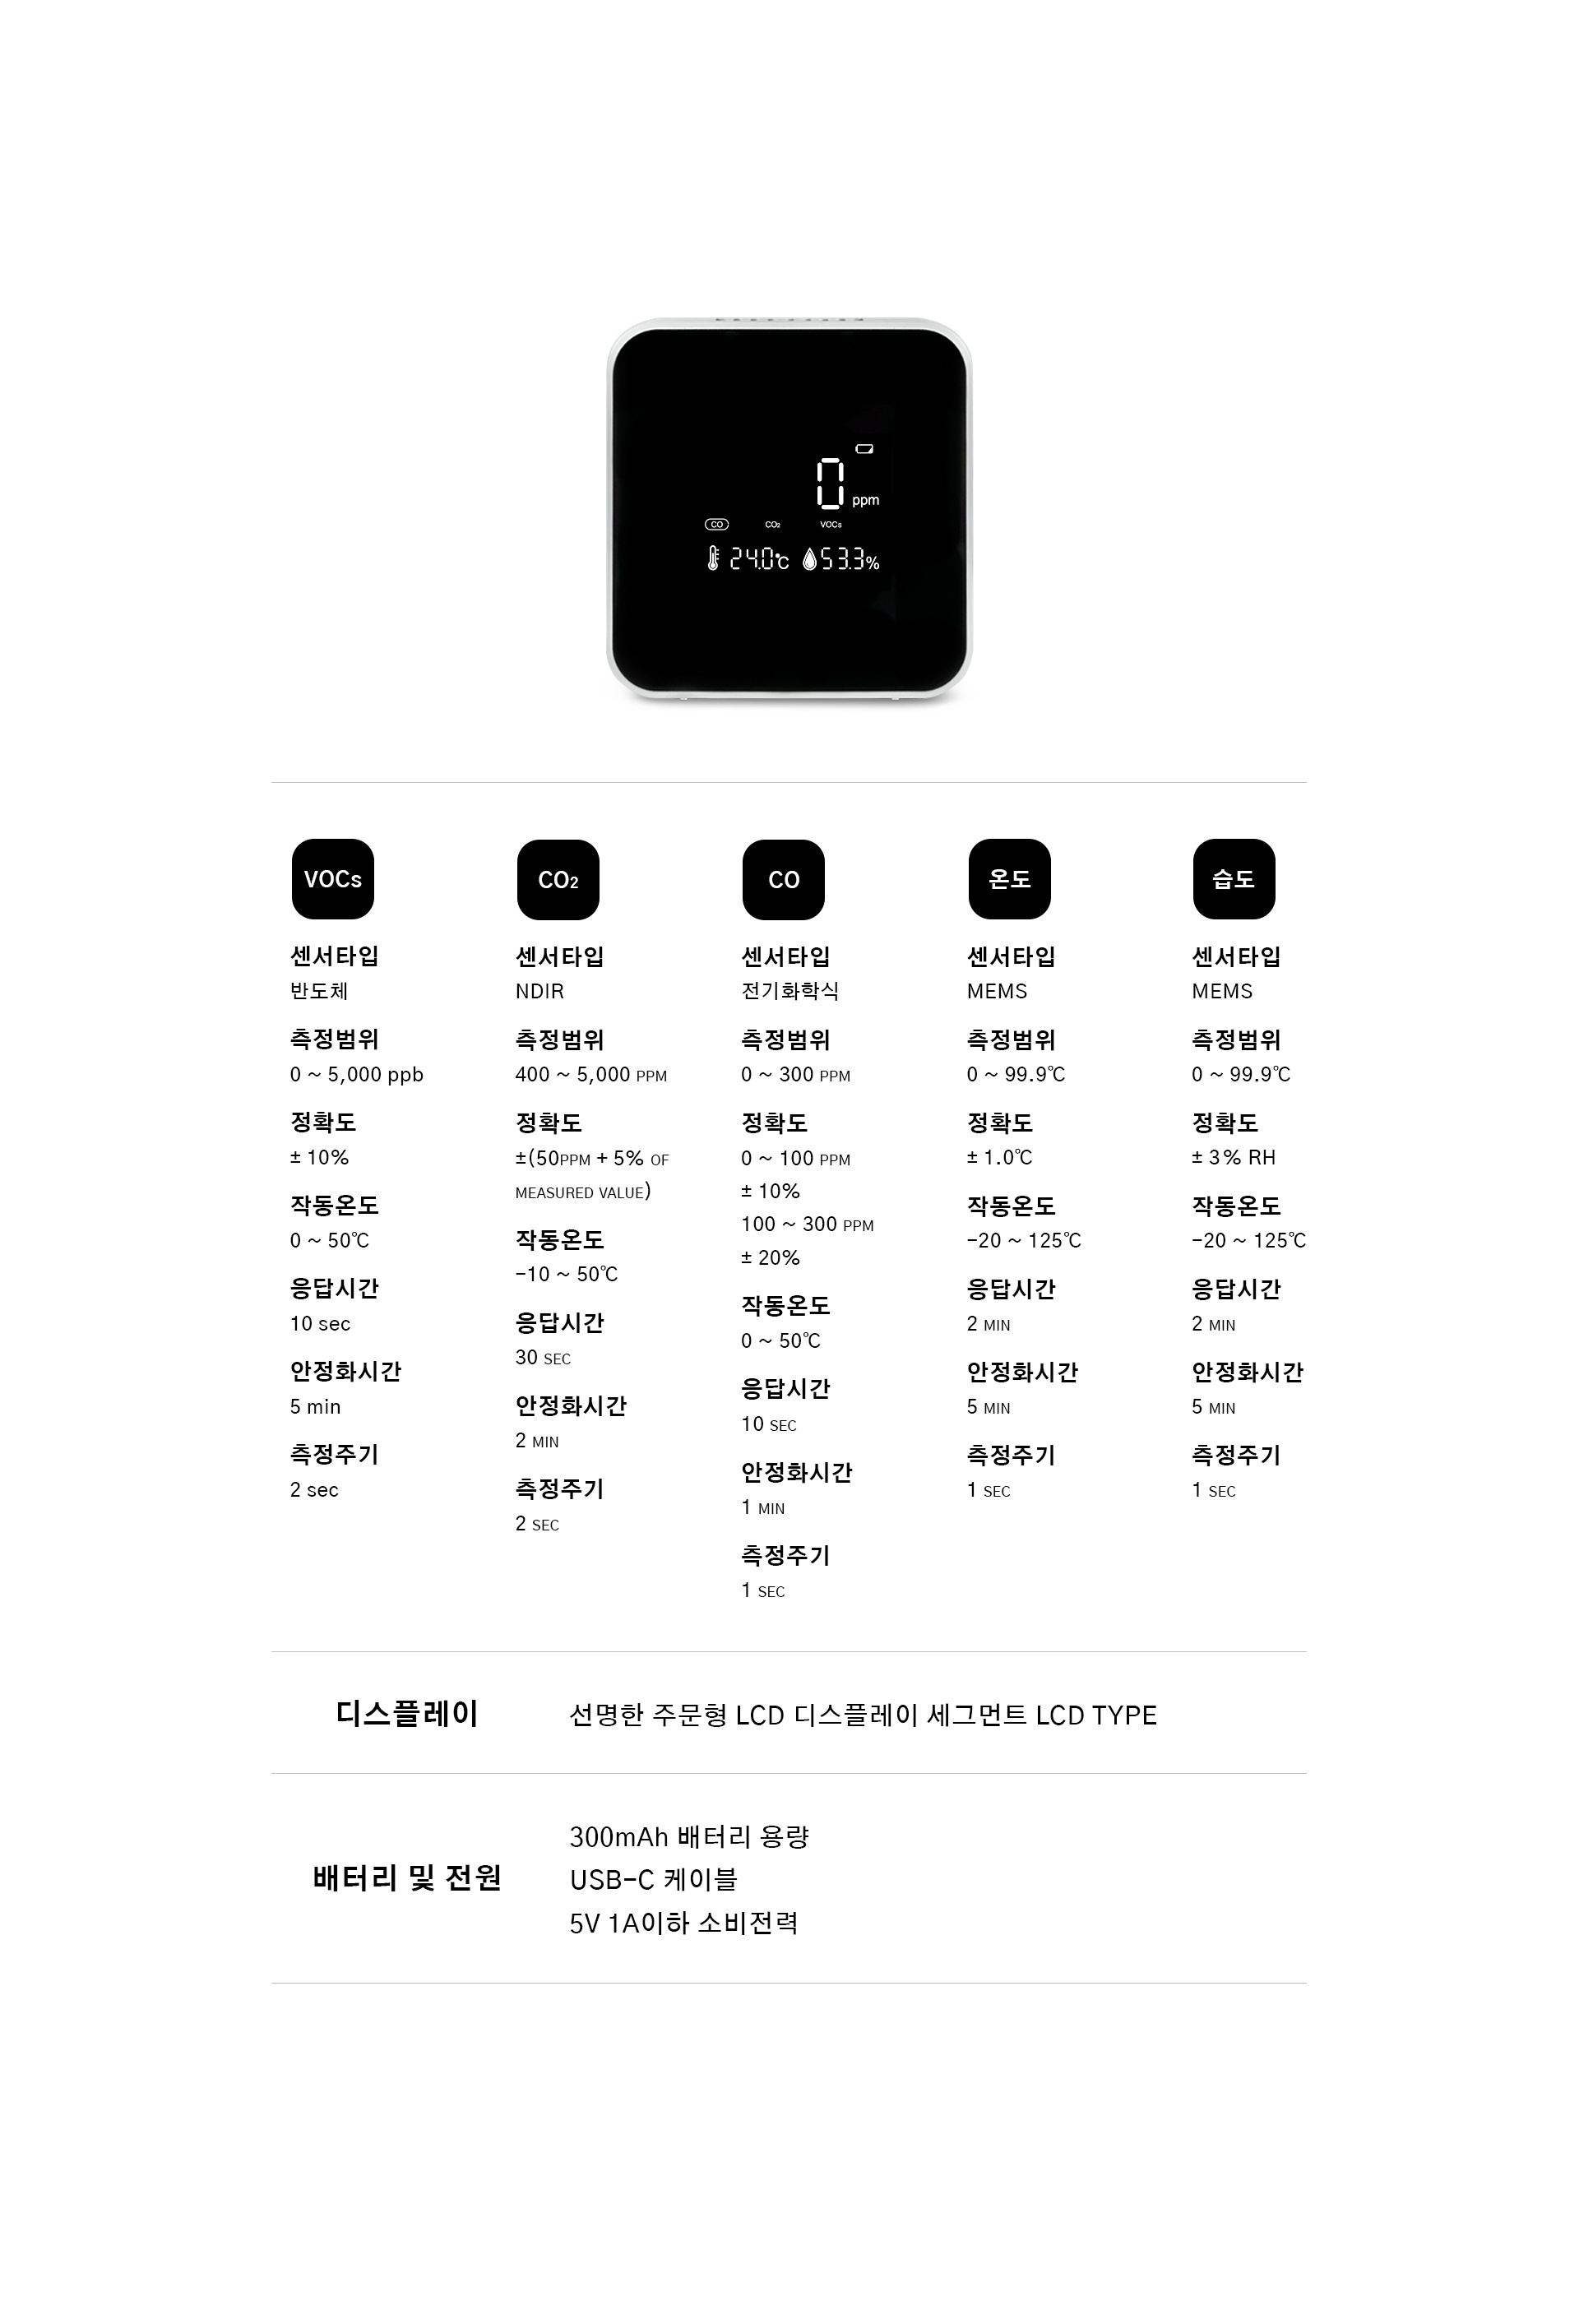 0 ppm
CO CO₂ VOCs
24.0℃ 53.3%
VOCs
센서타입
반도체
측정범위
0 ~ 5,000 ppb
정확도
± 10%
작동온도
0 ~ 50℃
응답시간
10 sec
안정화시간
5 min
측정주기
2 sec
CO₂
센서타입
NDIR
측정범위
400 ~ 5,000 PPM
정확도
±(50PPM + 5% OF
MEASURED VALUE)
작동온도
-10 ~ 50℃
응답시간
30 SEC
안정화시간
2 MIN
측정주기
2 SEC
CO
센서타입
전기화학식
측정범위
0 ~ 300 PPM
정확도
0 ~ 100 PPM
± 10%
100 ~ 300 PPM
± 20%
작동온도
0 ~ 50℃
응답시간
10 SEC
안정화시간
1 MIN
측정주기
1 SEC
온도
센서타입
MEMS
측정범위
0 ~ 99.9℃
정확도
± 1.0℃
작동온도
-20 ~ 125℃
응답시간
2 MIN
안정화시간
5 MIN
측정주기
1 SEC
습도
센서타입
MEMS
측정범위
0 ~ 99.9℃
정확도
± 3% RH
작동온도
-20 ~ 125℃
응답시간
2 MIN
안정화시간
5 MIN
측정주기
1 SEC
디스플레이
선명한 주문형 LCD 디스플레이 세그먼트 LCD TYPE
배터리 및 전원
300mAh 배터리 용량
USB-C 케이블
5V 1A이하 소비전력